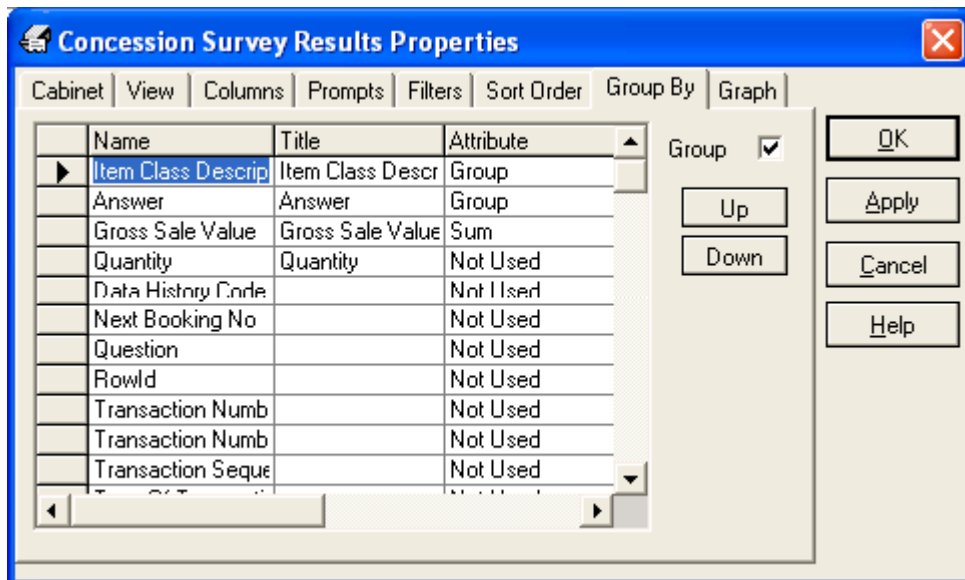 Concession Survey Results Properties
Cabinet View Columns Prompts Filters Sort Order Group By Graph
Name Title Attribute
Item Class Descrip Item Class Descr Group
Answer Answer Group
Gross Sale Value Gross Sale Value Sum
Quantity Quantity Not Used
Data History Code Not Used
Next Booking No Not Used
Question Not Used
RowId Not Used
Transaction Numb Not Used
Transaction Numb Not Used
Transaction Seque Not Used
Group
Up
Down
OK
Apply
Cancel
Help